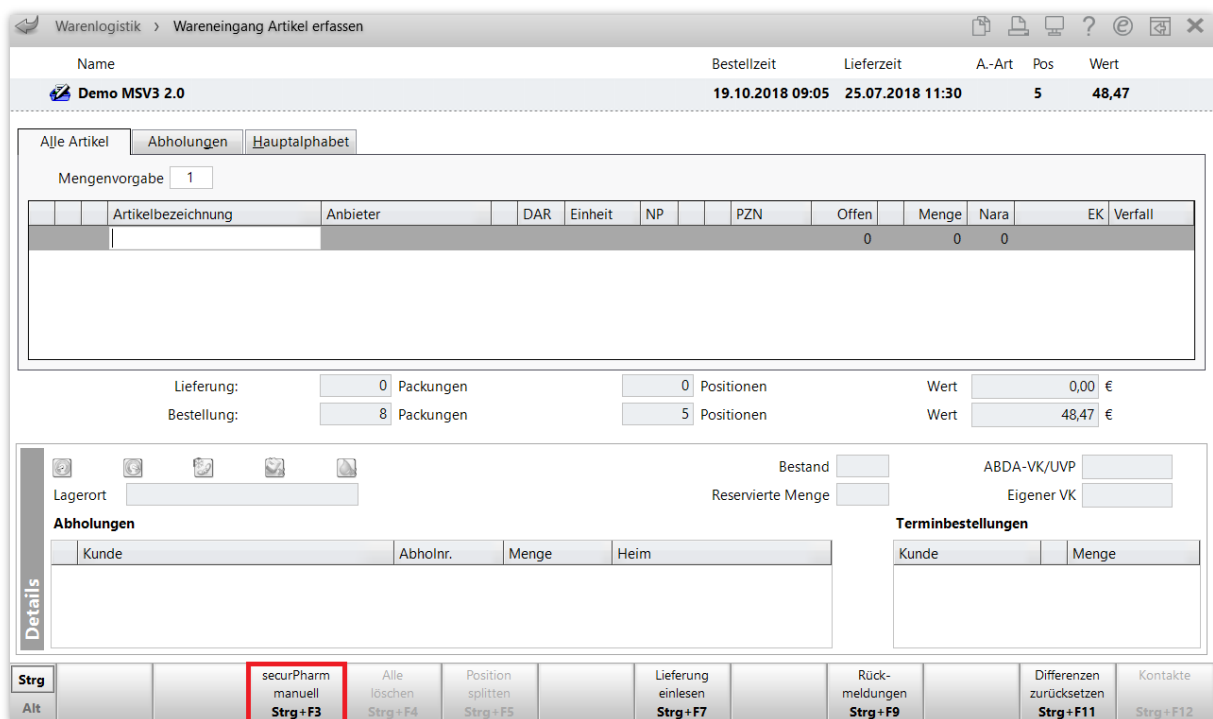 Warenlogistik > Wareneingang Artikel erfassen ? e
Name Bestellzeit Lieferzeit A.-Art Pos Wert
Demo MSV3 2.0 19.10.2018 09:05 25.07.2018 11:30 5 48,47
Alle Artikel Abholungen Hauptalphabet
Mengenvorgabe 1
Artikelbezeichnung Anbieter DAR Einheit NP PZN Offen Menge Nara EK Verfall
0 0 0
Lieferung: 0 Packungen 0 Positionen Wert 0,00 €
Bestellung: 8 Packungen 5 Positionen Wert 48,47 €
Details
Bestand ABDA-VK/UVP
Lagerort Reservierte Menge Eigener VK
Abholungen Terminbestellungen
Kunde Abholnr. Menge Heim Kunde Menge
Strg securPharm Alle Position Lieferung Rück- Differenzen Kontakte
manuell löschen splitten einlesen meldungen zurücksetzen
Alt Strg+F3 Strg+F4 Strg+F5 Strg+F7 Strg+F9 Strg+F11 Strg+F12